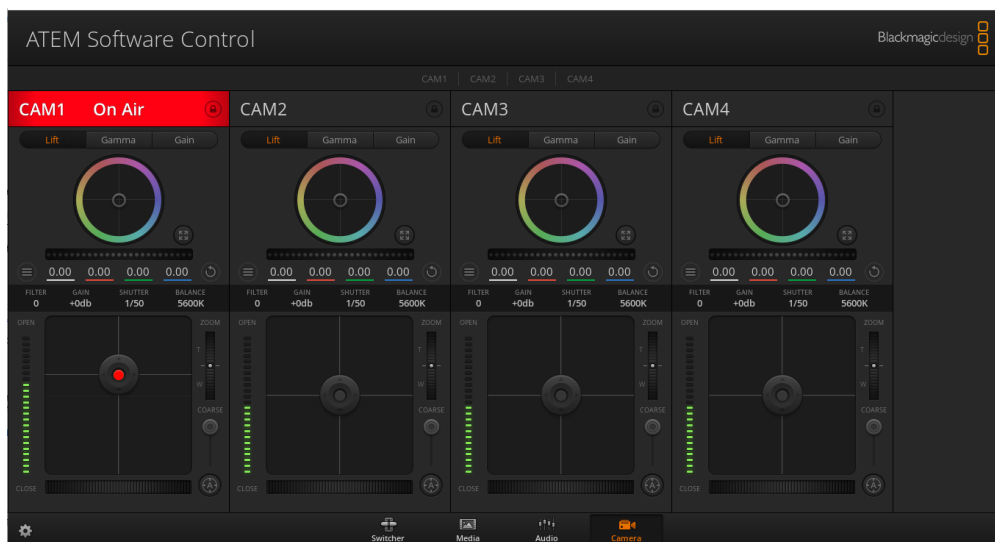 ATEM Software Control
Blackmagicdesign
CAM1 CAM2 CAM3 CAM4
CAM1 On Air CAM2 CAM3 CAM4
Lift Gamma Gain Lift Gamma Gain Lift Gamma Gain Lift Gamma Gain
0.00 0.00 0.00 0.00 0.00 0.00 0.00 0.00 0.00 0.00 0.00 0.00 0.00 0.00 0.00 0.00
FILTER GAIN SHUTTER BALANCE FILTER GAIN SHUTTER BALANCE FILTER GAIN SHUTTER BALANCE FILTER GAIN SHUTTER BALANCE
0 +0db 1/50 5600K 0 +0db 1/50 5600K 0 +0db 1/50 5600K 0 +0db 1/50 5600K
OPEN ZOOM OPEN ZOOM OPEN ZOOM OPEN ZOOM
T T T T
W W W W
COARSE COARSE COARSE COARSE
CLOSE A CLOSE A CLOSE A CLOSE A
Switcher Media Audio Camera